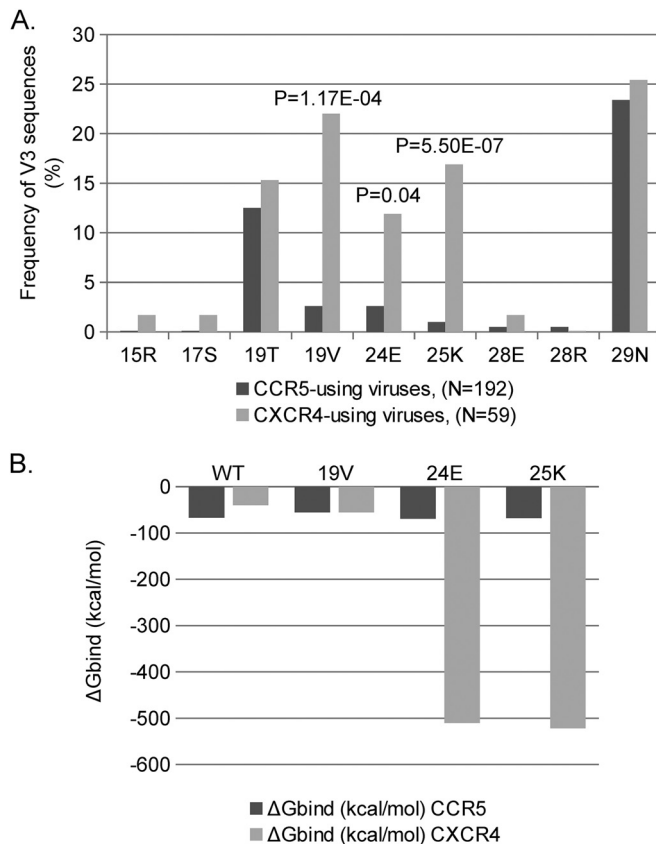 A.
Frequency of V3 sequences
(%)
30
25
20
15
10
5
0
P=1.17E-04
P=0.04
P=5.50E-07
15R 17S 19T 19V 24E 25K 28E 28R 29N
CCR5-using viruses, (N=192)
CXCR4-using viruses, (N=59)
B.
WT 19V 24E 25K
ΔGbind (kcal/mol)
0
-100
-200
-300
-400
-500
-600
ΔGbind (kcal/mol) CCR5
ΔGbind (kcal/mol) CXCR4